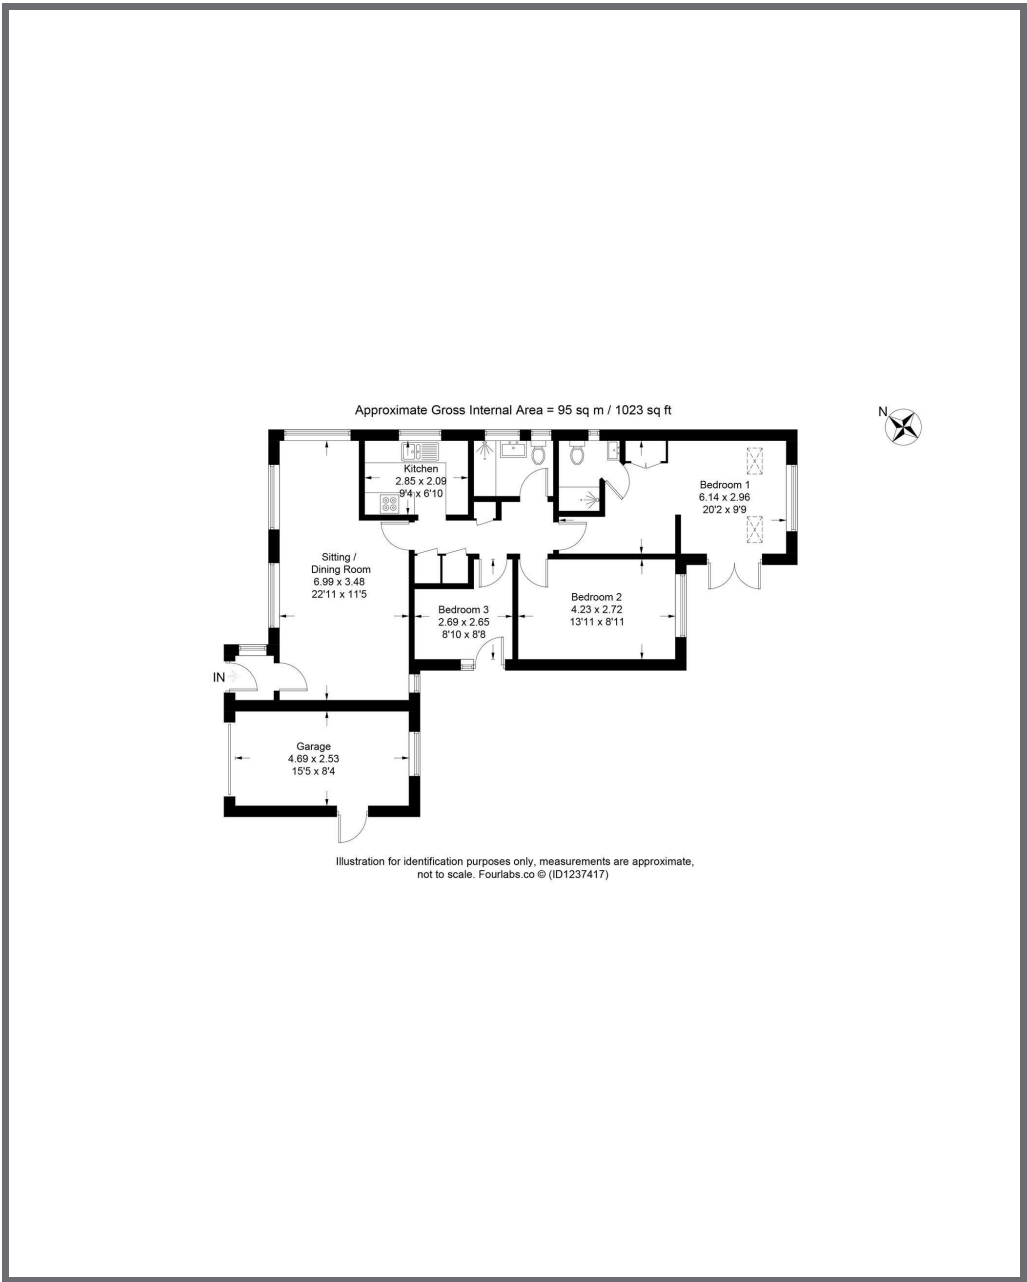 Approximate Gross Internal Area = 95 sq m / 1023 sq ft
N
Kitchen
2.85 x 2.09
9'4 x 6'10
Bedroom 1
6.14 x 2.96
20'2 x 9'9
Sitting /
Dining Room
6.99 x 3.48
22'11 x 11'5
Bedroom 2
4.23 x 2.72
13'11 x 8'11
Bedroom 3
2.69 x 2.65
8'10 x 8'8
IN
Garage
4.69 x 2.53
15'5 x 8'4
Illustration for identification purposes only, measurements are approximate,
not to scale. Fourlabs.co © (ID1237417)